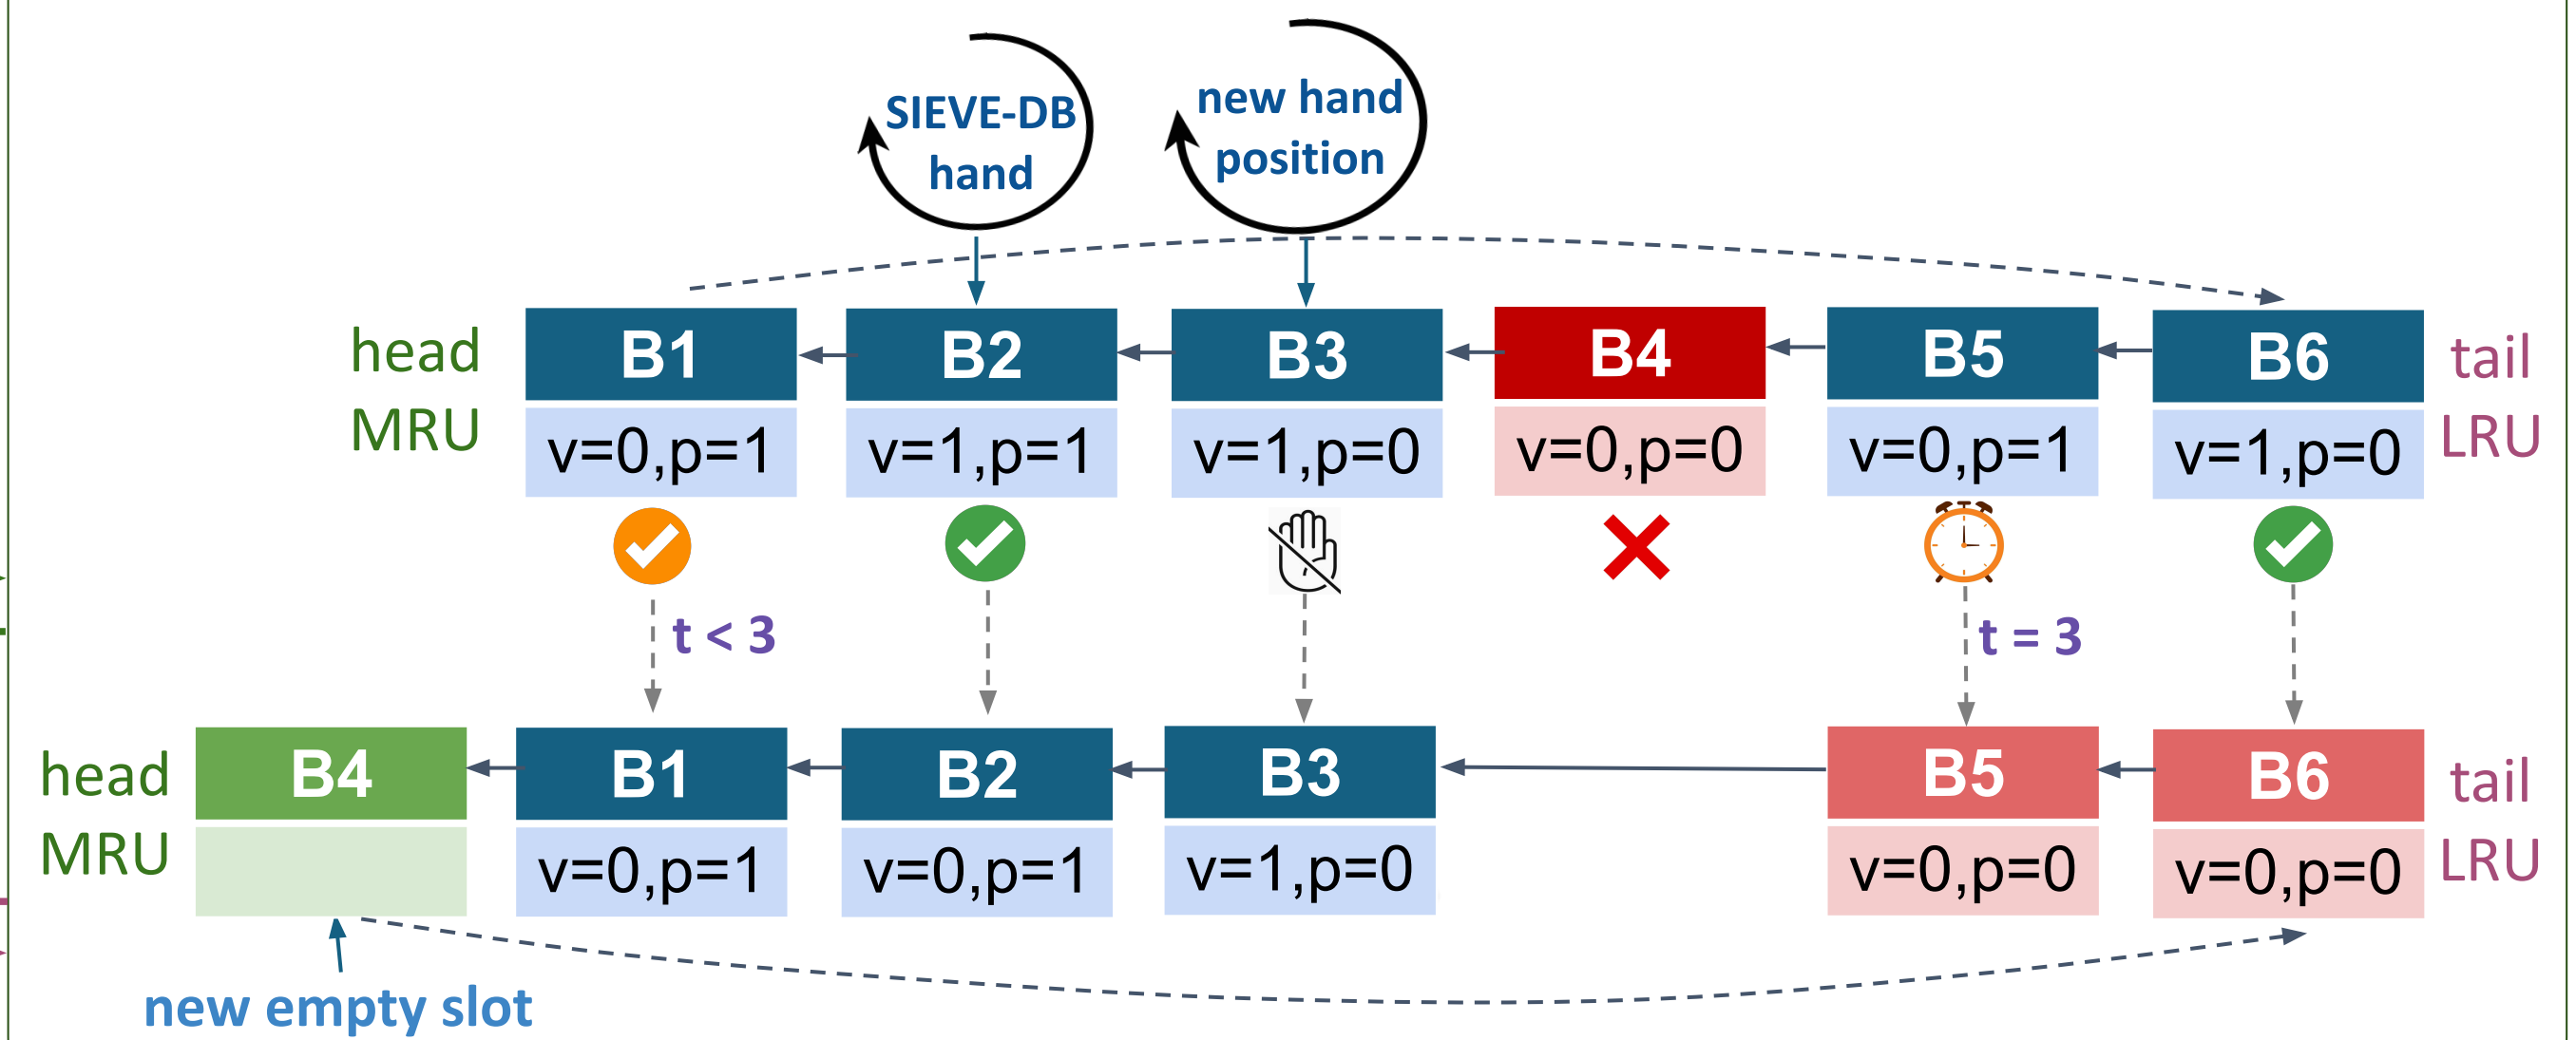 SIEVE-DB
hand
new hand
position
head
MRU
B1
B2
B3
B4
B5
B6
tail
LRU
v=0,p=1
v=1,p=1
v=1,p=0
v=0,p=0
v=0,p=1
v=1,p=0
t < 3
t = 3
head
MRU
B4
B1
B2
B3
B5
B6
tail
LRU
v=0,p=1
v=0,p=1
v=1,p=0
v=0,p=0
v=0,p=0
new empty slot